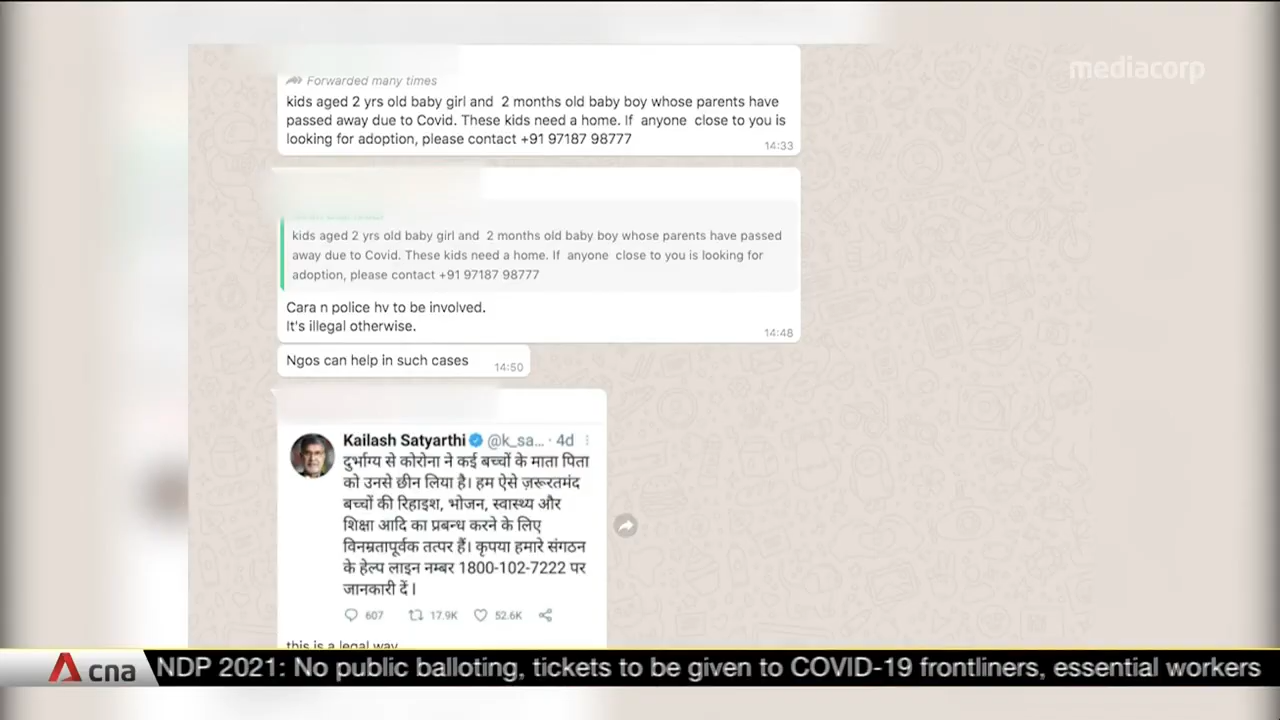 mediacorp
Forwarded many times
kids aged 2 yrs old baby girl and 2 months old baby boy whose parents have
passed away due to Covid. These kids need a home. If anyone close to you is
looking for adoption, please contact +91 97187 98777
14:33
kids aged 2 yrs old baby girl and 2 months old baby boy whose parents have passed
away due to Covid. These kids need a home. If anyone close to you is looking for
adoption, please contact +91 97187 98777
Cara n police hv to be involved.
It's illegal otherwise.
14:48
Ngos can help in such cases
14:50
Kailash Satyarthi @k_sa... · 4d
दुर्भाग्य से कोरोना ने कई बच्चों के माता पिता
को उनसे छीन लिया है। हम ऐसे ज़रूरतमंद
बच्चों की रिहाइश, भोजन, स्वास्थ्य और
शिक्षा आदि का प्रबन्ध करने के लिए
विनम्रतापूर्वक तत्पर हैं। कृपया हमारे संगठन
के हेल्प लाइन नम्बर 1800-102-7222 पर
जानकारी दें ।
607 17.9K 52.6K
this is a legal way
cna NDP 2021: No public balloting, tickets to be given to COVID-19 frontliners, essential workers